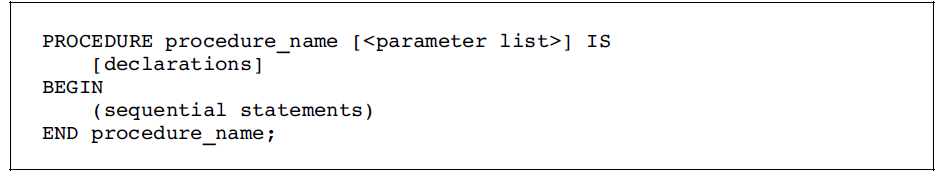 PROCEDURE procedure_name [<parameter list>] IS
    [declarations]
BEGIN
    (sequential statements)
END procedure_name;